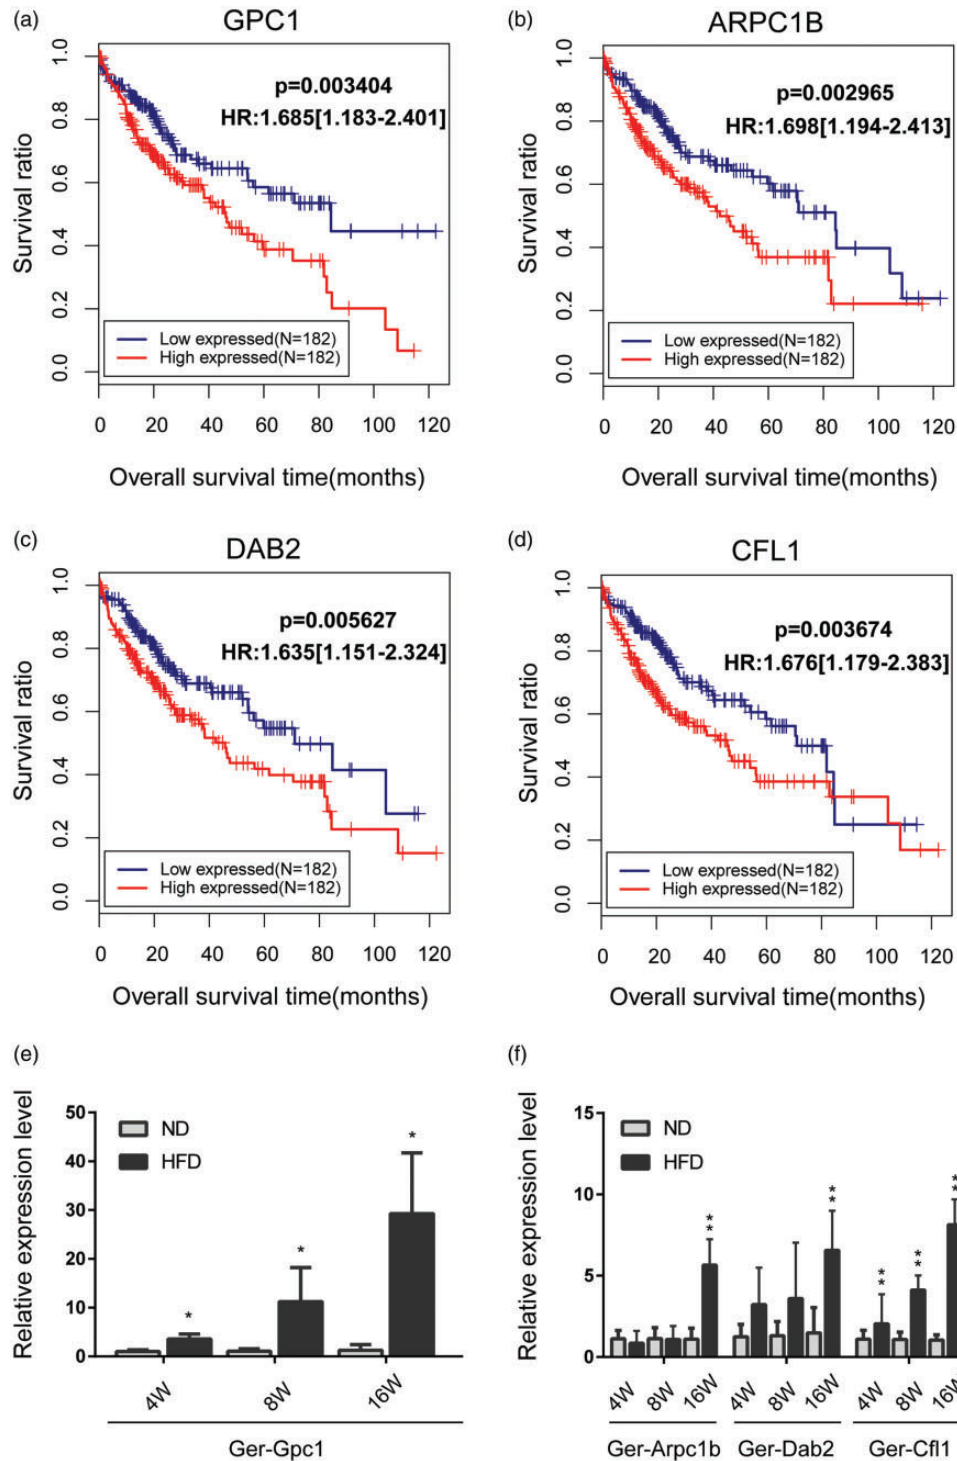 (a)
GPC1
p=0.003404
HR:1.685[1.183-2.401]
Survival ratio
1.0
0.8
0.6
0.4
0.2
0.0
Low expressed(N=182)
High expressed(N=182)
0 20 40 60 80 100 120
Overall survival time(months)
(b)
ARPC1B
p=0.002965
HR:1.698[1.194-2.413]
Survival ratio
1.0
0.8
0.6
0.4
0.2
0.0
Low expressed(N=182)
High expressed(N=182)
0 20 40 60 80 100 120
Overall survival time(months)
(c)
DAB2
p=0.005627
HR:1.635[1.151-2.324]
Survival ratio
1.0
0.8
0.6
0.4
0.2
0.0
Low expressed(N=182)
High expressed(N=182)
0 20 40 60 80 100 120
Overall survival time(months)
(d)
CFL1
p=0.003674
HR:1.676[1.179-2.383]
Survival ratio
1.0
0.8
0.6
0.4
0.2
0.0
Low expressed(N=182)
High expressed(N=182)
0 20 40 60 80 100 120
Overall survival time(months)
(e)
Relative expression level
50
40
30
20
10
0
ND
HFD
*
*
*
4W 8W 16W
Ger-Gpc1
(f)
Relative expression level
15
10
5
0
ND
HFD
**
**
**
**
**
4W 8W 16W 4W 8W 16W 4W 8W 16W
Ger-Arpc1b Ger-Dab2 Ger-Cfl1